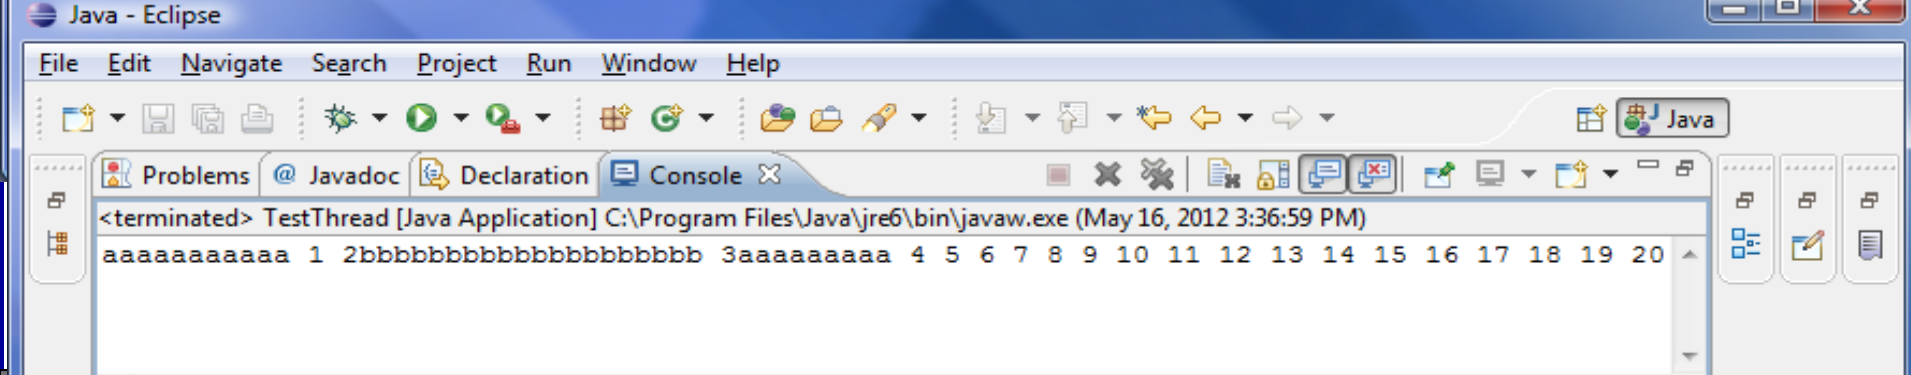 Java - Eclipse
File Edit Navigate Search Project Run Window Help
Java
Problems @ Javadoc Declaration Console
<terminated> TestThread [Java Application] C:\Program Files\Java\jre6\bin\javaw.exe (May 16, 2012 3:36:59 PM)
aaaaaaaaaaa 1 2bbbbbbbbbbbbbbbbbbbb 3aaaaaaaaa 4 5 6 7 8 9 10 11 12 13 14 15 16 17 18 19 20